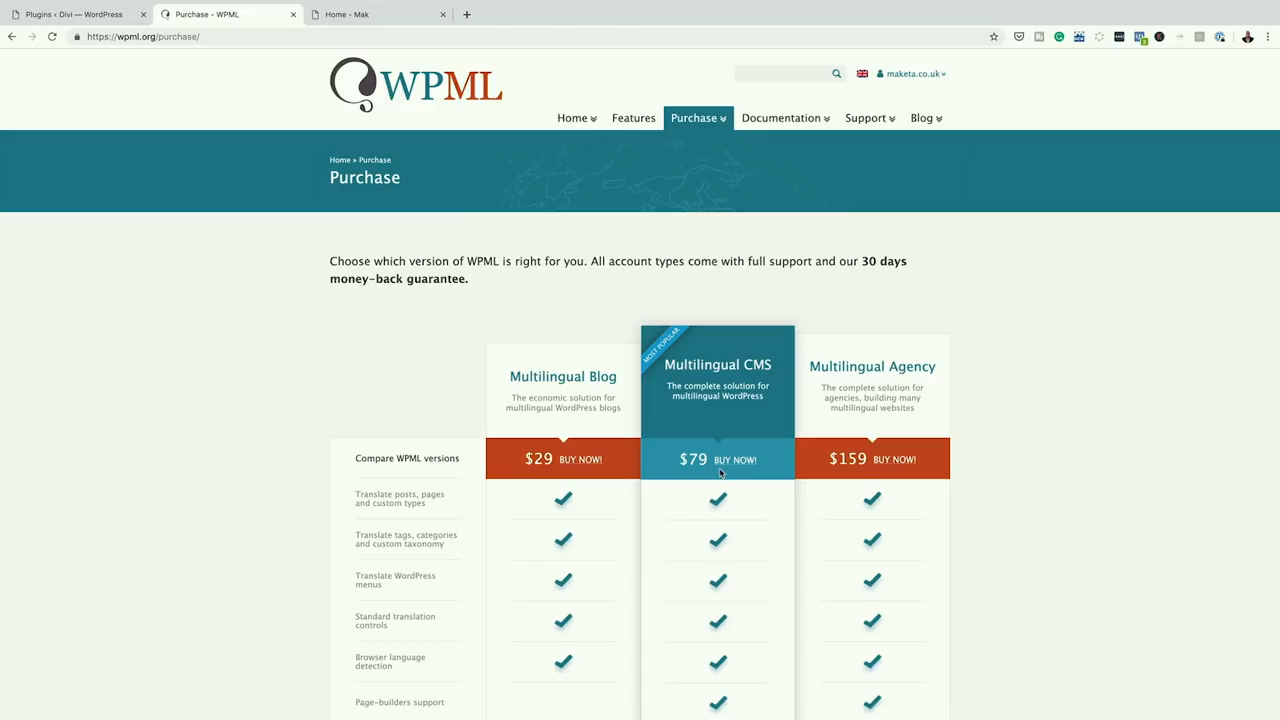 Plugins ‹ Divi — WordPress
Purchase - WPML
Home - Mak
https://wpml.org/purchase/
WPML
maketa.co.uk
Home
Features
Purchase
Documentation
Support
Blog
Home » Purchase
Purchase
Choose which version of WPML is right for you. All account types come with full support and our 30 days
money-back guarantee.
MOST POPULAR
Multilingual Blog
The economic solution for
multilingual WordPress blogs
Multilingual CMS
The complete solution for
multilingual WordPress
Multilingual Agency
The complete solution for
agencies, building many
multilingual websites
Compare WPML versions
$29 BUY NOW!
$79 BUY NOW!
$159 BUY NOW!
Translate posts, pages
and custom types
Translate tags, categories
and custom taxonomy
Translate WordPress
menus
Standard translation
controls
Browser language
detection
Page-builders support